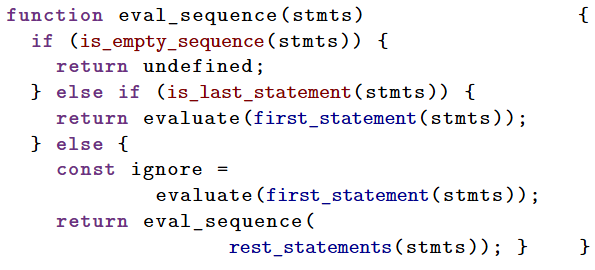 function eval_sequence(stmts) {
  if (is_empty_sequence(stmts)) {
    return undefined;
  } else if (is_last_statement(stmts)) {
    return evaluate(first_statement(stmts));
  } else {
    const ignore =
            evaluate(first_statement(stmts));
    return eval_sequence(
                  rest_statements(stmts)); } }